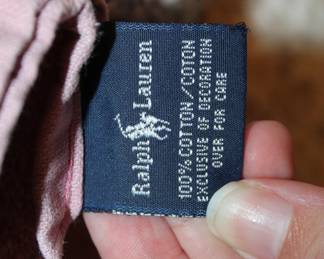 Ralph Lauren
100% COTTON/COTON
EXCLUSIVE OF DECORATION
OVER FOR CARE